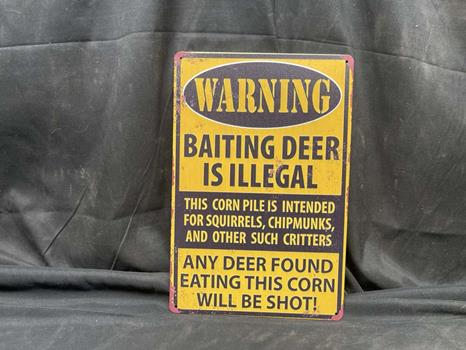 WARNING
BAITING DEER
IS ILLEGAL
THIS CORN PILE IS INTENDED
FOR SQUIRRELS, CHIPMUNKS,
AND OTHER SUCH CRITTERS
ANY DEER FOUND
EATING THIS CORN
WILL BE SHOT!